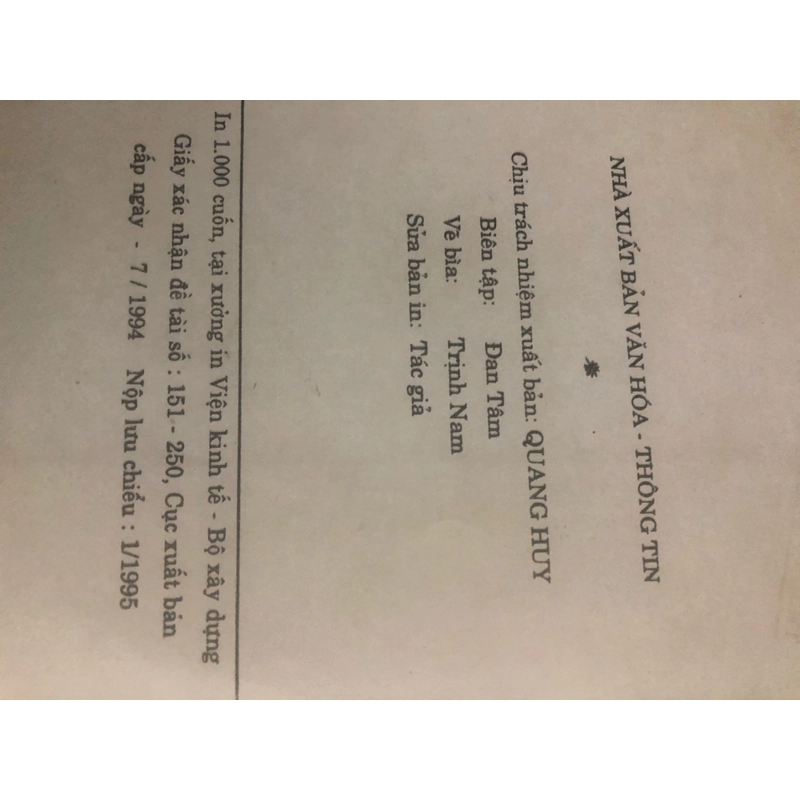 NHÀ XUẤT BẢN VĂN HÓA - THÔNG TIN
Chịu trách nhiệm xuất bản: QUANG HUY
Biên tập: Đan Tâm
Vẽ bìa: Trịnh Nam
Sửa bản in: Tác giả
In 1.000 cuốn, tại xưởng in Viện kinh tế - Bộ xây dựng
Giấy xác nhận đề tài số : 151 - 250, Cục xuất bản
cấp ngày - 7 / 1994 Nộp lưu chiểu : 1/1995